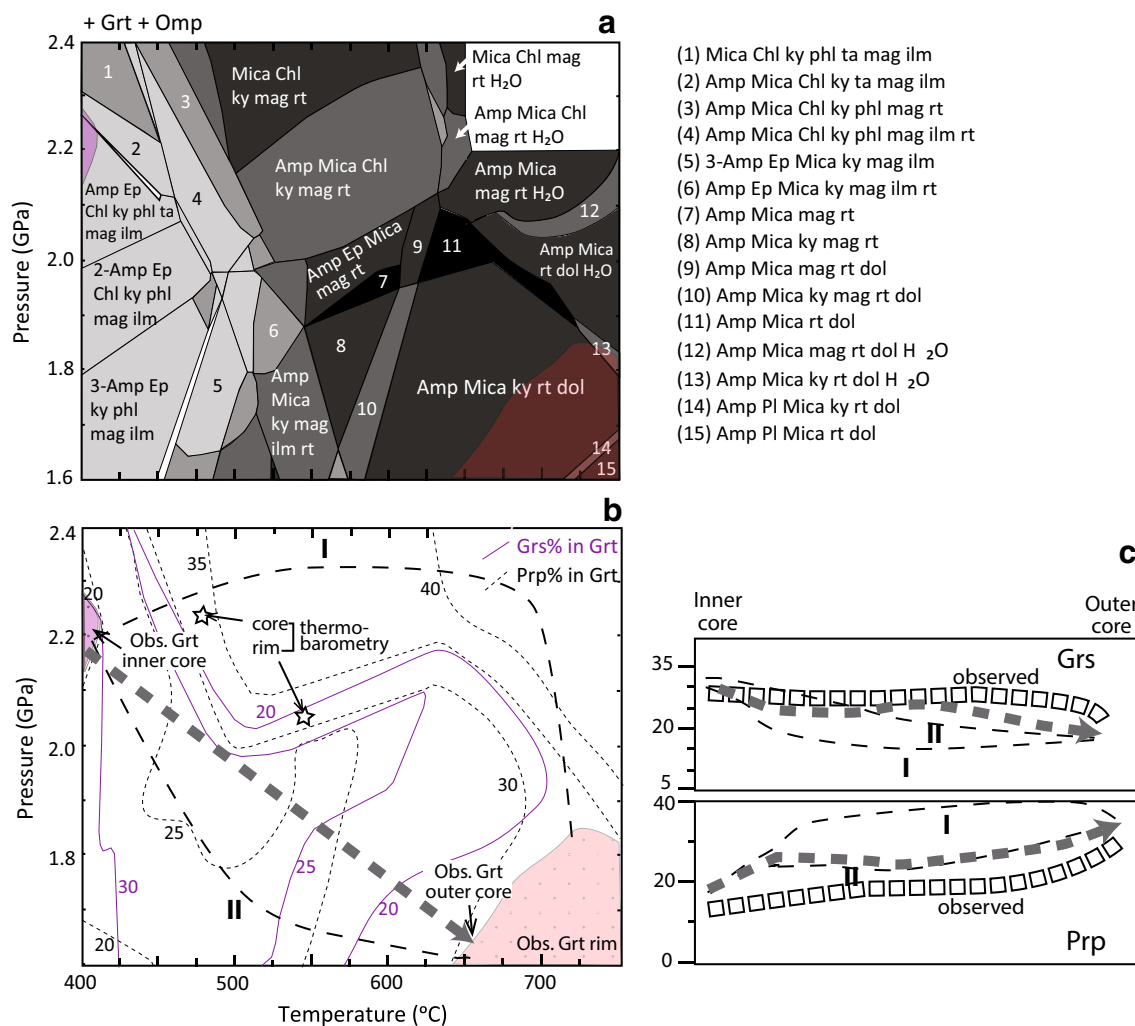 + Grt + Omp
a
2.4
2.2
2.0
1.8
1.6
Pressure (GPa)
1
2
3
4
5
6
7
8
9
10
11
12
13
14
15
Mica Chl
ky mag rt
Mica Chl mag
rt H₂O
Amp Mica Chl
mag rt H₂O
Amp Mica
mag rt H₂O
Amp Mica Chl
ky mag rt
Amp Ep
Chl ky phl ta
mag ilm
2-Amp Ep
Chl ky phl
mag ilm
3-Amp Ep
ky phl
mag ilm
Amp Ep Mica
mag rt
Amp Mica
rt dol H₂O
Amp
Mica
ky mag
ilm rt
Amp Mica ky rt dol
(1) Mica Chl ky phl ta mag ilm
(2) Amp Mica Chl ky ta mag ilm
(3) Amp Mica Chl ky phl mag rt
(4) Amp Mica Chl ky phl mag ilm rt
(5) 3-Amp Ep Mica ky mag ilm
(6) Amp Ep Mica ky mag ilm rt
(7) Amp Mica mag rt
(8) Amp Mica ky mag rt
(9) Amp Mica mag rt dol
(10) Amp Mica ky mag rt dol
(11) Amp Mica rt dol
(12) Amp Mica mag rt dol H ₂O
(13) Amp Mica ky rt dol H ₂O
(14) Amp Pl Mica ky rt dol
(15) Amp Pl Mica rt dol
b
2.4
2.2
2.0
1.8
Pressure (GPa)
400
500
600
700
Temperature (°C)
I
Grs% in Grt
Prp% in Grt
35
40
20
core
rim
thermo-
barometry
Obs. Grt
inner core
20
30
25
25
30
20
20
II
Obs. Grt
outer core
Obs. Grt rim
c
Inner
core
Outer
core
35
20
5
Grs
observed
II
I
40
20
0
I
II
observed
Prp